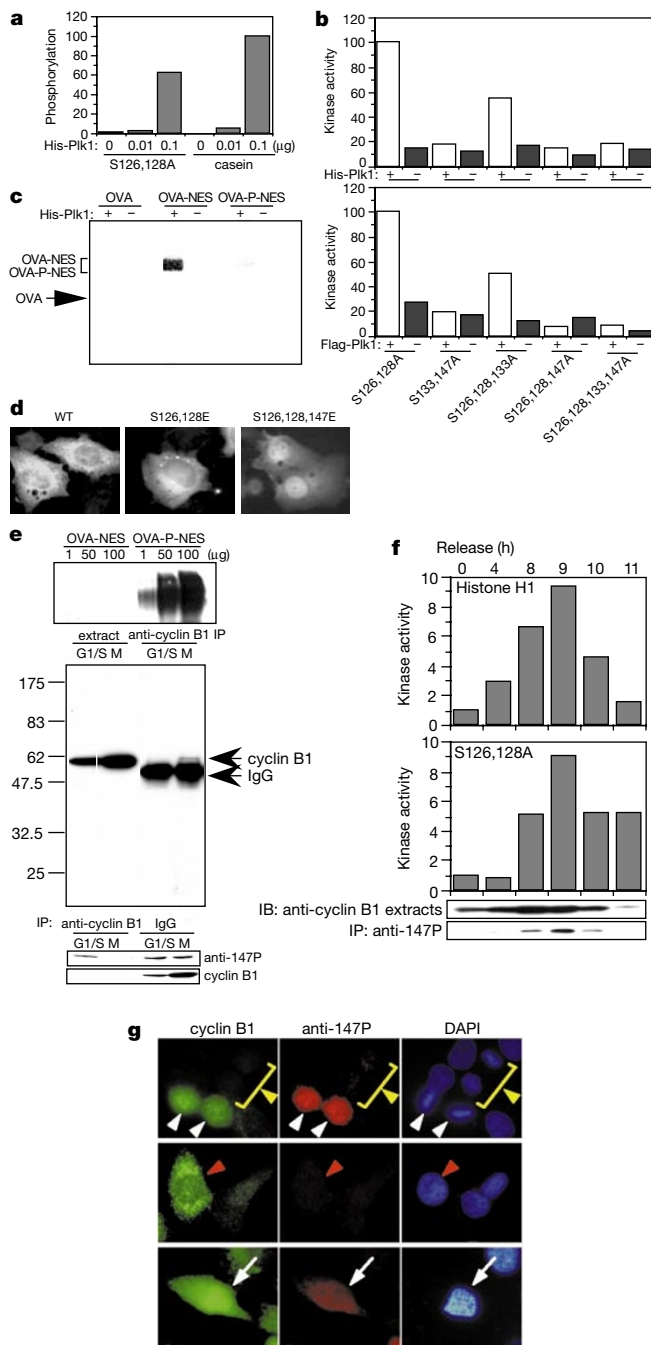 a
Phosphorylation
120
100
80
60
40
20
0
His-Plk1: 0 0.01 0.1 0 0.01 0.1 (µg)
S126,128A casein
b
Kinase activity
120
100
80
60
40
20
0
His-Plk1: + − + − + − + − + −
Kinase activity
120
100
80
60
40
20
0
Flag-Plk1: + − + − + − + − + −
S126,128A
S133,147A
S126,128,133A
S126,128,147A
S126,128,133,147A
c
OVA OVA-NES OVA-P-NES
His-Plk1: + − + − + −
OVA-NES
OVA-P-NES
OVA
d
WT S126,128E S126,128,147E
e
OVA-NES OVA-P-NES
1 50 100 1 50 100 (µg)
extract anti-cyclin B1 IP
G1/S M G1/S M
175
83
62
47.5
32.5
25
cyclin B1
IgG
IP: anti-cyclin B1 IgG
G1/S M G1/S M
anti-147P
cyclin B1
f
Release (h)
0 4 8 9 10 11
Histone H1
Kinase activity
10
8
6
4
2
0
S126,128A
Kinase activity
10
8
6
4
2
0
IB: anti-cyclin B1 extracts
IP: anti-147P
g
cyclin B1 anti-147P DAPI